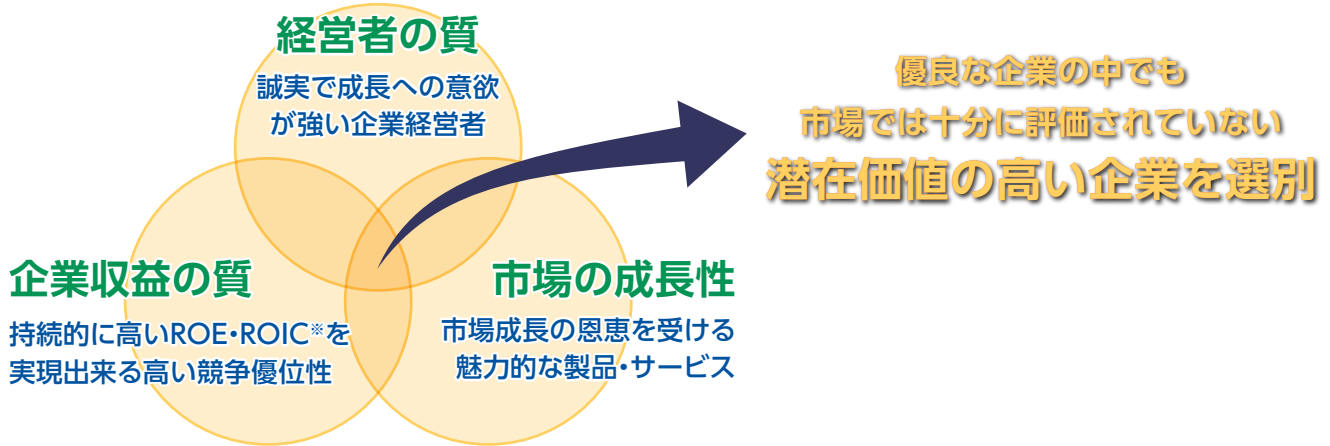 経営者の質
誠実で成長への意欲
が強い企業経営者
企業収益の質
持続的に高いROE・ROIC※を
実現出来る高い競争優位性
市場の成長性
市場成長の恩恵を受ける
魅力的な製品・サービス
優良な企業の中でも
市場では十分に評価されていない
潜在価値の高い企業を選別